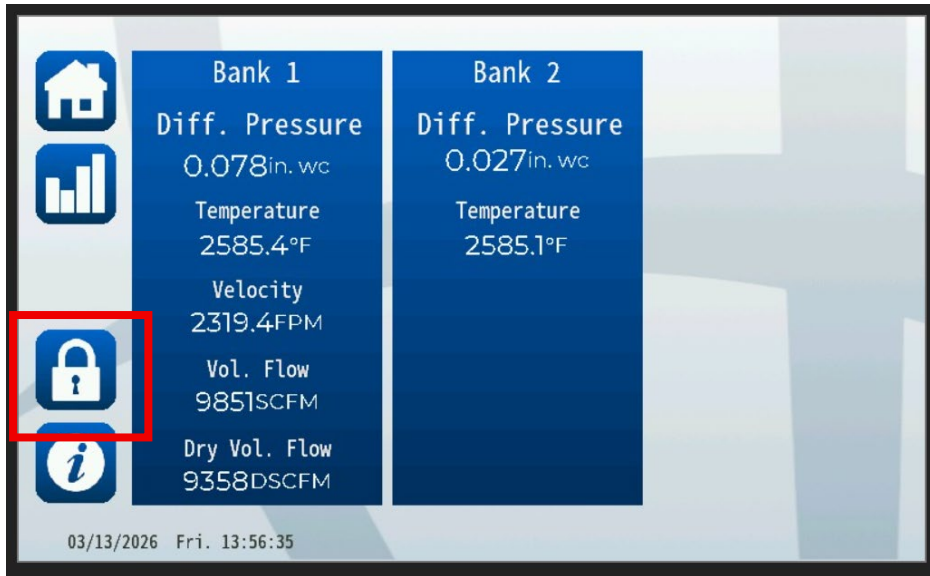 Bank 1
Diff. Pressure
0.078in. wc
Temperature
2585.4°F
Velocity
2319.4FPM
Vol. Flow
9851SCFM
Dry Vol. Flow
9358DSCFM
Bank 2
Diff. Pressure
0.027in. wc
Temperature
2585.1°F
i
03/13/2026 Fri. 13:56:35